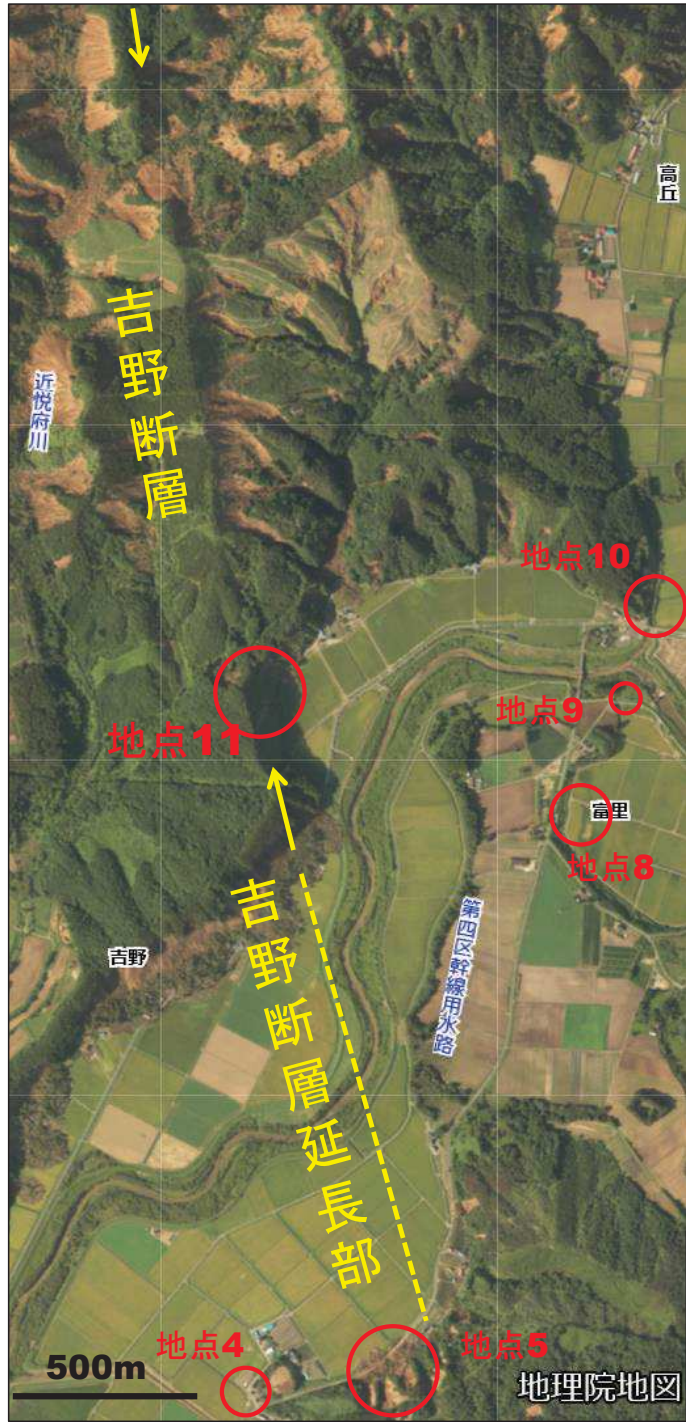 高丘
吉野断層
近悦府川
地点10
地点11
地点9
富里
地点8
吉野断層延長部
吉野
第四区幹線用水路
地点4
地点5
500m
地理院地図